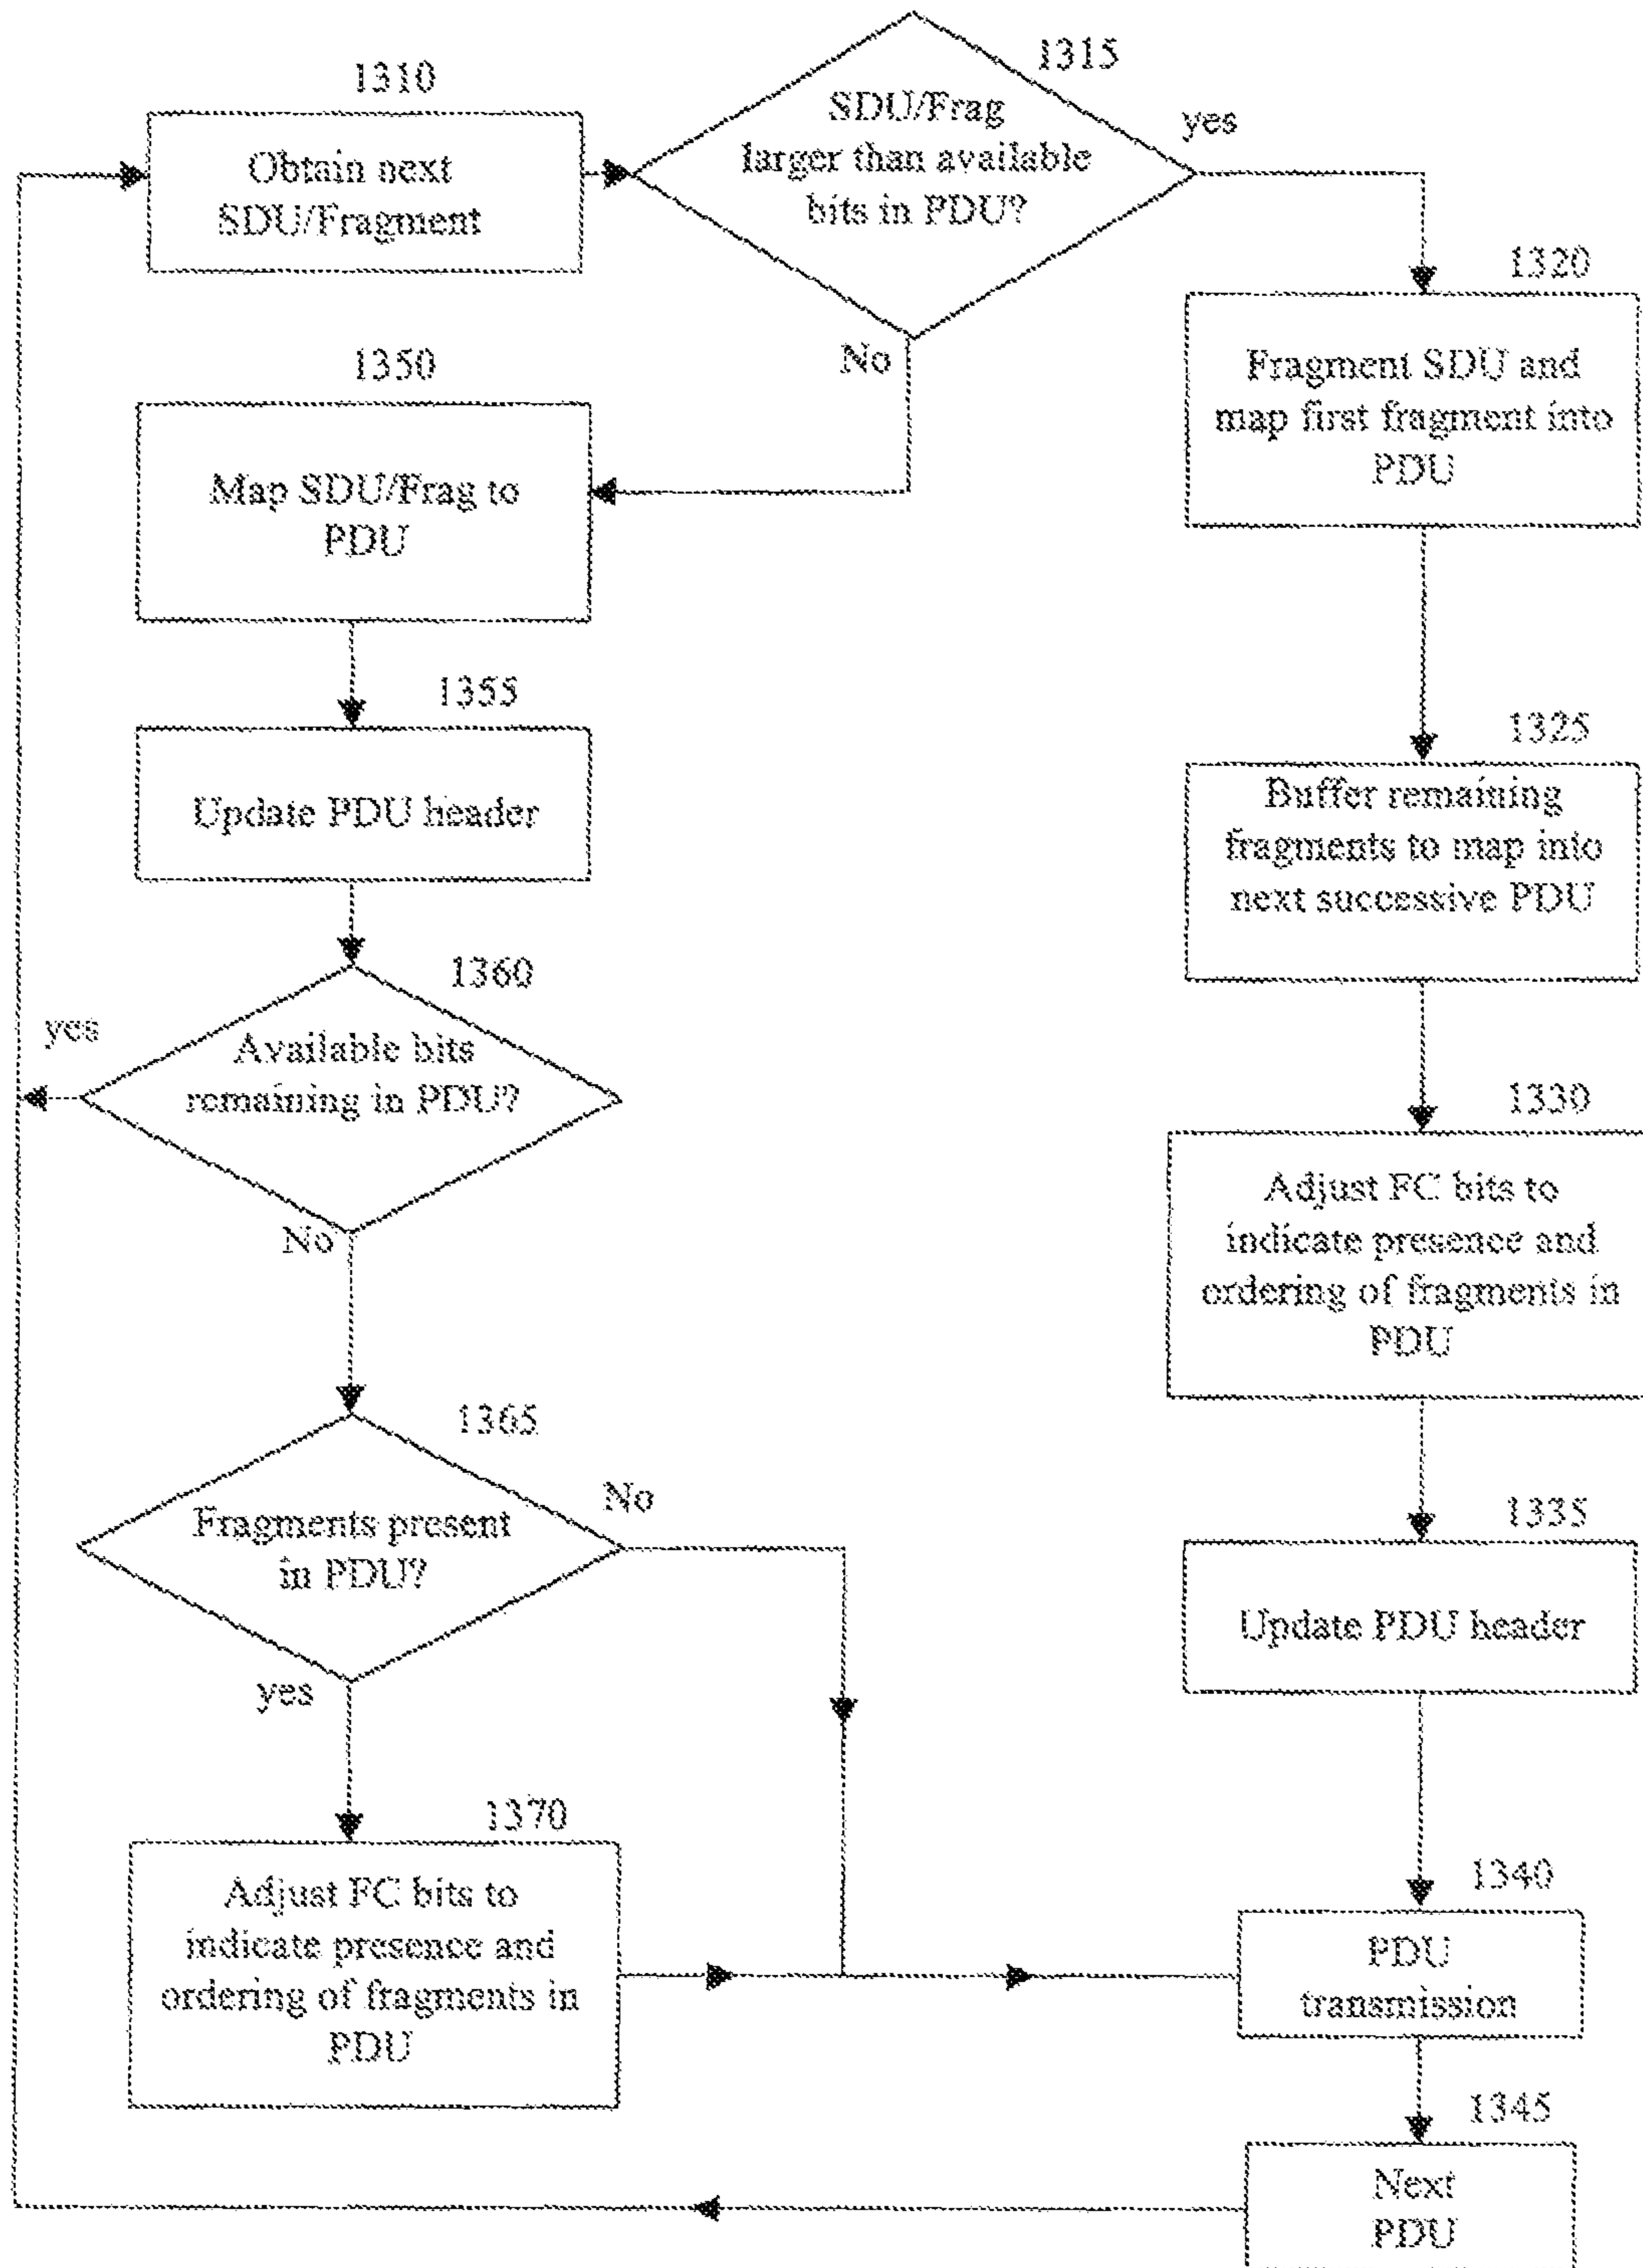 1310
Obtain next
SDU/Fragment
1315
SDU/Frag
larger than available
bits in PDU?
yes
No
1320
Fragment SDU and
map first fragment into
PDU
1350
Map SDU/Frag to
PDU
1355
Update PDU header
1325
Buffer remaining
fragments to map into
next successive PDU
1360
yes
Available bits
remaining in PDU?
No
1330
Adjust FC bits to
indicate presence and
ordering of fragments in
PDU
1365
No
Fragments present
in PDU?
yes
1335
Update PDU header
1370
Adjust FC bits to
indicate presence and
ordering of fragments in
PDU
1340
PDU
transmission
1345
Next
PDU